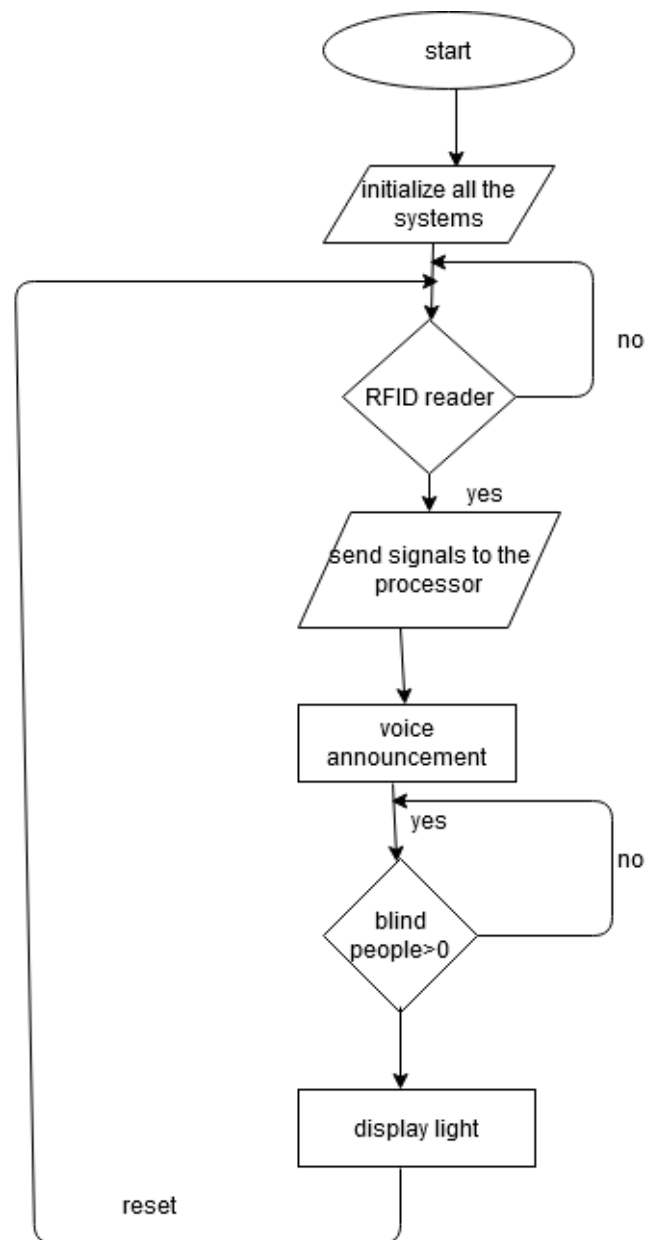 start
initialize all the
systems
no
RFID reader
yes
send signals to the
processor
voice
announcement
yes
no
blind
people>0
display light
reset